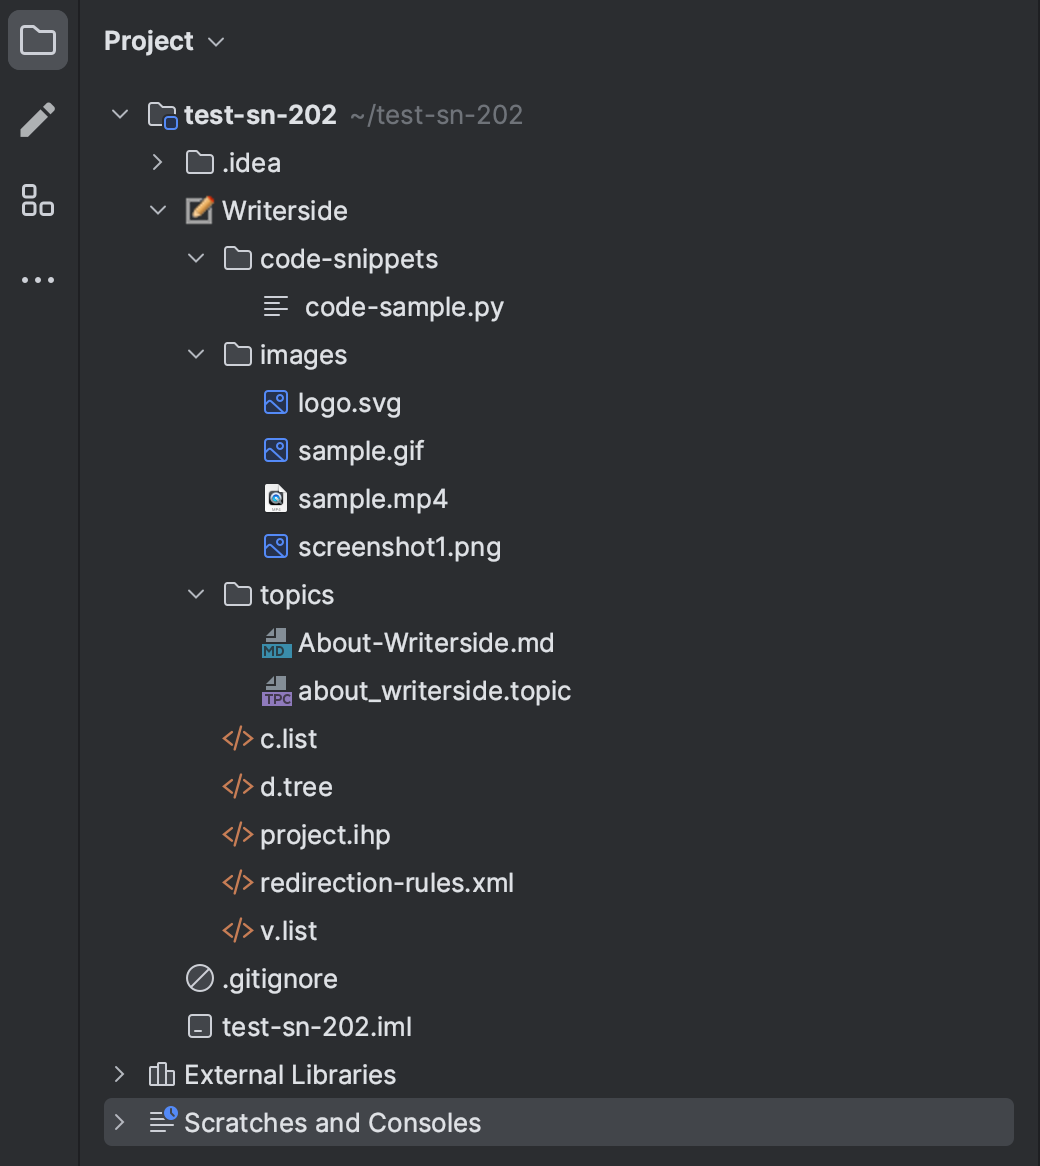 Project
test-sn-202 ~/test-sn-202
.idea
Writerside
code-snippets
code-sample.py
images
logo.svg
sample.gif
sample.mp4
screenshot1.png
topics
MD About-Writerside.md
TPC about_writerside.topic
</> c.list
</> d.tree
</> project.ihp
</> redirection-rules.xml
</> v.list
.gitignore
test-sn-202.iml
External Libraries
Scratches and Consoles